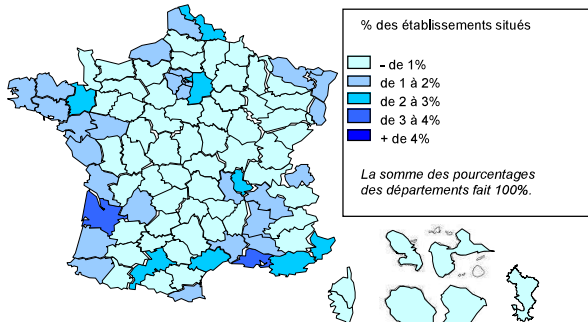 % des établissements situés
- de 1%
de 1 à 2%
de 2 à 3%
de 3 à 4%
+ de 4%
La somme des pourcentages
des départements fait 100%.